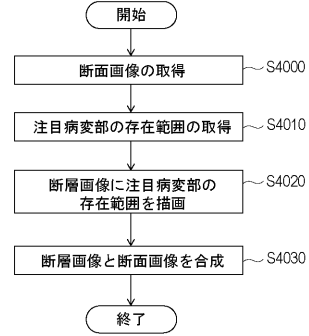 開始
断面画像の取得
S4000
注目病変部の存在範囲の取得
S4010
断層画像に注目病変部の
存在範囲を描画
S4020
断層画像と断面画像を合成
S4030
終了